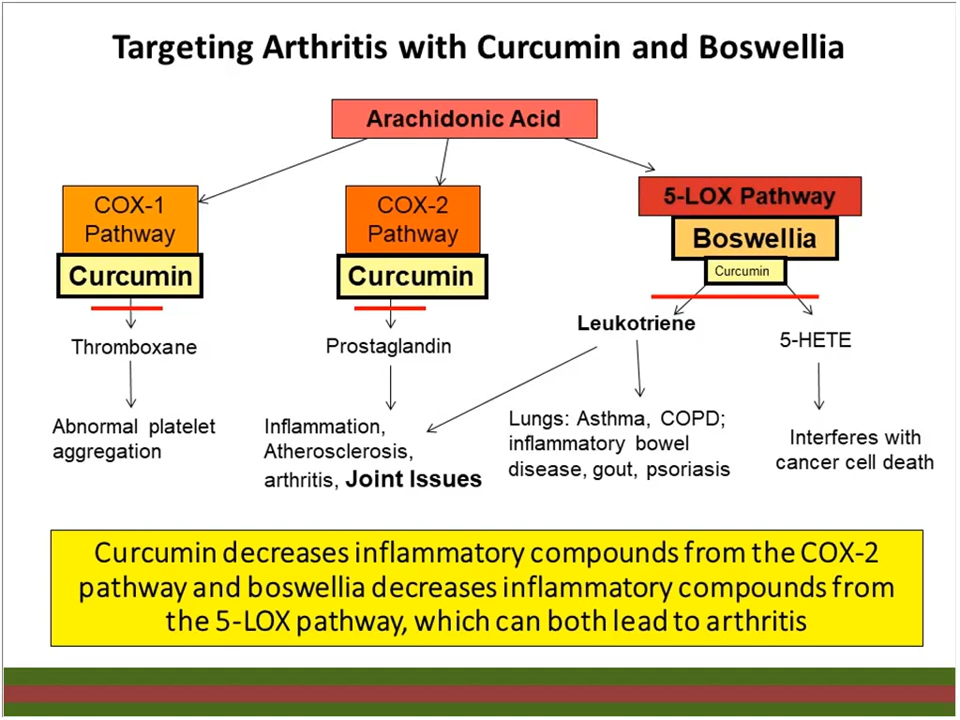 Targeting Arthritis with Curcumin and Boswellia
Arachidonic Acid
COX-1
Pathway
Curcumin
COX-2
Pathway
Curcumin
5-LOX Pathway
Boswellia
Curcumin
Thromboxane
Prostaglandin
Leukotriene
5-HETE
Abnormal platelet
aggregation
Inflammation,
Atherosclerosis,
arthritis, Joint Issues
Lungs: Asthma, COPD;
inflammatory bowel
disease, gout, psoriasis
Interferes with
cancer cell death
Curcumin decreases inflammatory compounds from the COX-2
pathway and boswellia decreases inflammatory compounds from
the 5-LOX pathway, which can both lead to arthritis